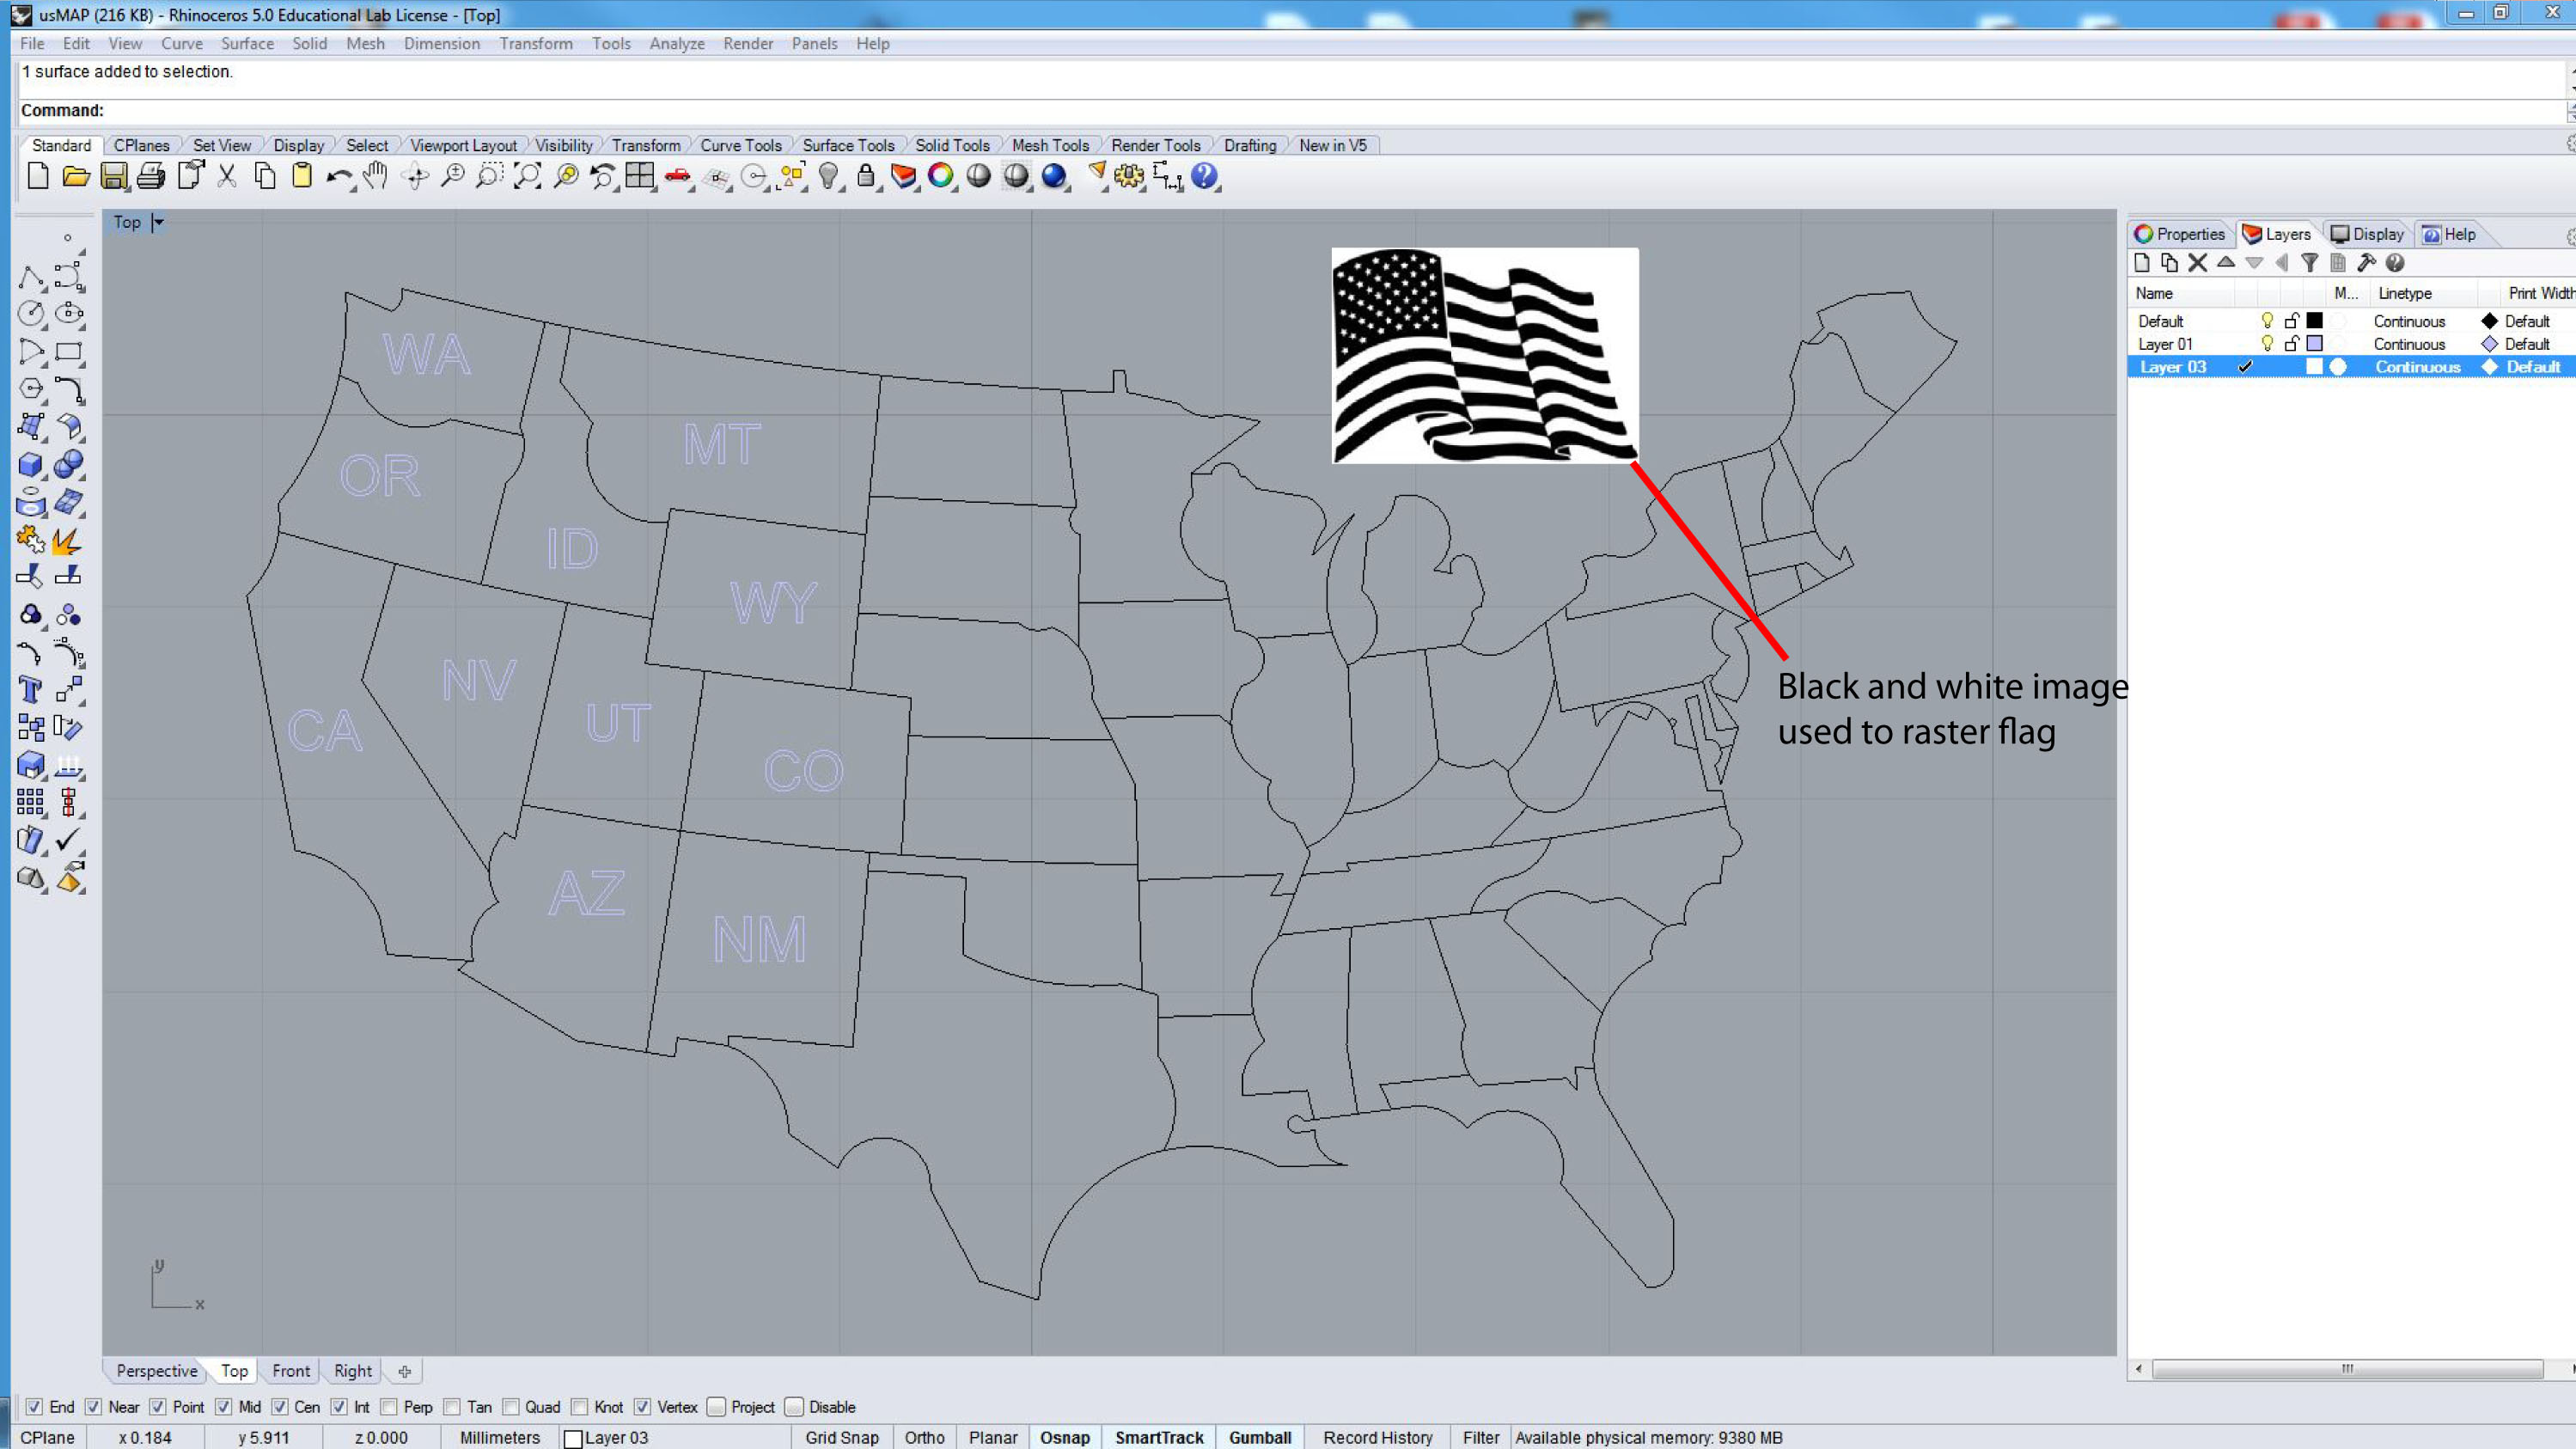 usMAP (216 KB) - Rhinoceros 5.0 Educational Lab License - [Top]
File Edit View Curve Surface Solid Mesh Dimension Transform Tools Analyze Render Panels Help
1 surface added to selection.
Command:
Standard CPlanes Set View Display Select Viewport Layout Visibility Transform Curve Tools Surface Tools Solid Tools Mesh Tools Render Tools Drafting New in V5
Top
Properties Layers Display Help
Name M... Linetype Print Width
Default Continuous Default
Layer 01 Continuous Default
Layer 03 Continuous Default
WA
MT
OR
ID
WY
NV
UT
CA
CO
AZ
NM
Black and white image
used to raster flag
y
x
Perspective Top Front Right
End Near Point Mid Cen Int Perp Tan Quad Knot Vertex Project Disable
CPlane x 0.184 y 5.911 z 0.000 Millimeters Layer 03 Grid Snap Ortho Planar Osnap SmartTrack Gumball Record History Filter Available physical memory: 9380 MB